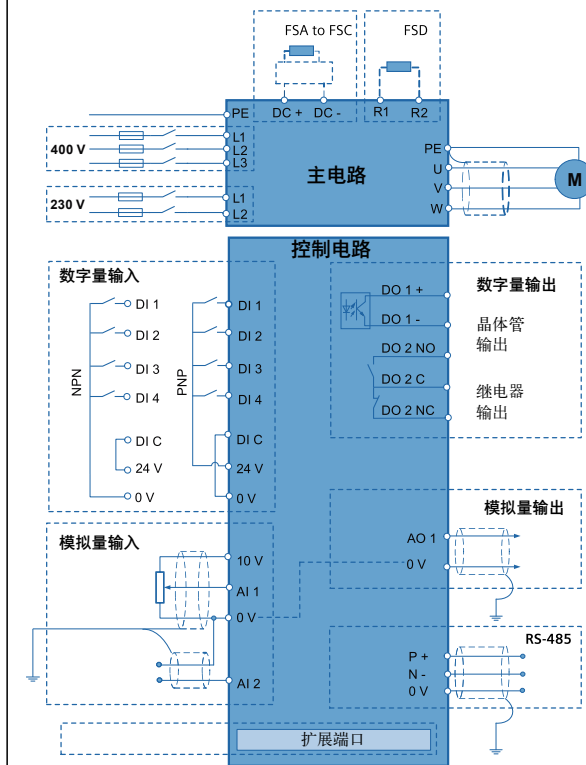 FSA to FSC
FSD
PE
DC + DC -
R1 R2
400 V
L1
L2
L3
230 V
L1
L2
主电路
PE
U
V
W
M
控制电路
数字量输入
NPN
DI 1
DI 2
DI 3
DI 4
DI C
24 V
0 V
PNP
DI 1
DI 2
DI 3
DI 4
DI C
24 V
0 V
数字量输出
DO 1 +
DO 1 -
晶体管
输出
DO 2 NO
DO 2 C
DO 2 NC
继电器
输出
模拟量输入
10 V
AI 1
0 V
AI 2
模拟量输出
AO 1
0 V
RS-485
P +
N -
0 V
扩展端口